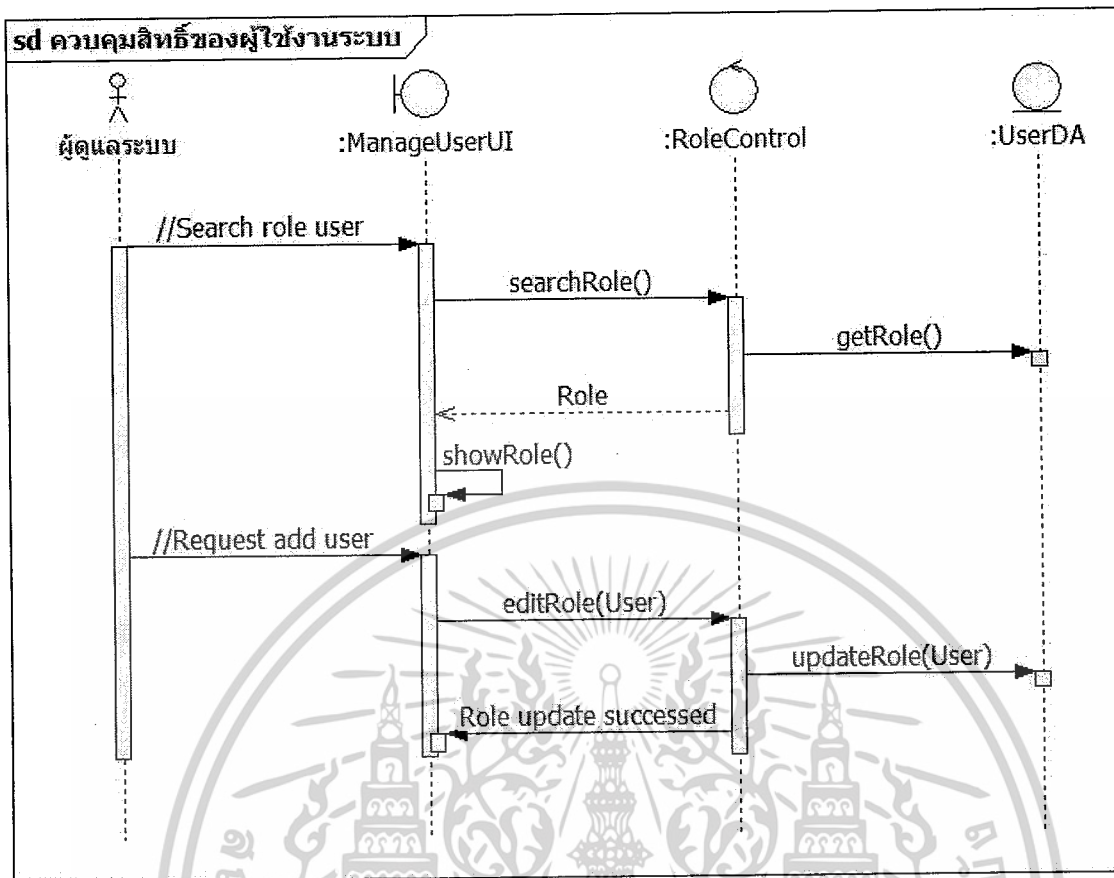 sd ควบคุมสิทธิ์ของผู้ใช้งานระบบ
ผู้ดูแลระบบ
:ManageUserUI
:RoleControl
:UserDA
//Search role user
searchRole()
getRole()
Role
showRole()
//Request add user
editRole(User)
updateRole(User)
Role update successed